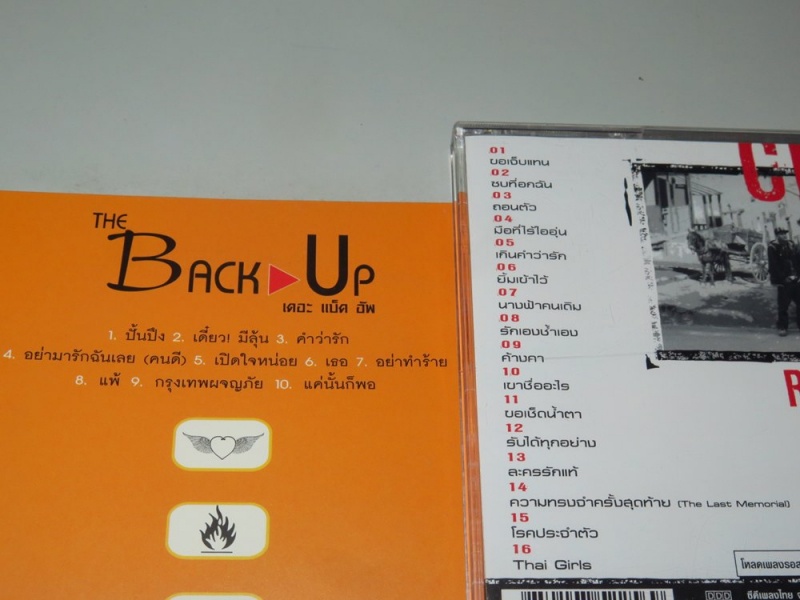 THE
BACK UP
เดอะ แบ็ค อัพ
1. ปั้นปึง 2. เดี๋ยว! มีลุ้น 3. คำว่ารัก
4. อย่ามารักฉันเลย (คนดี) 5. เปิดใจหน่อย 6. เธอ 7. อย่าทำร้าย
8. แพ้ 9. กรุงเทพผจญภัย 10. แค่นั้นก็พอ
01
ขอเจ็บแทน
02
ซบที่อกฉัน
03
ถอนตัว
04
มือที่ไร้ไออุ่น
05
เกินคำว่ารัก
06
ยิ้มเข้าไว้
07
นางฟ้าคนเดิม
08
รักเองช้ำเอง
09
ค้างคา
10
เขาชื่ออะไร
11
ขอเช็ดน้ำตา
12
รับได้ทุกอย่าง
13
ละครรักแท้
14
ความทรงจำครั้งสุดท้าย (The Last Memorial)
15
โรคประจำตัว
16
Thai Girls
DDD